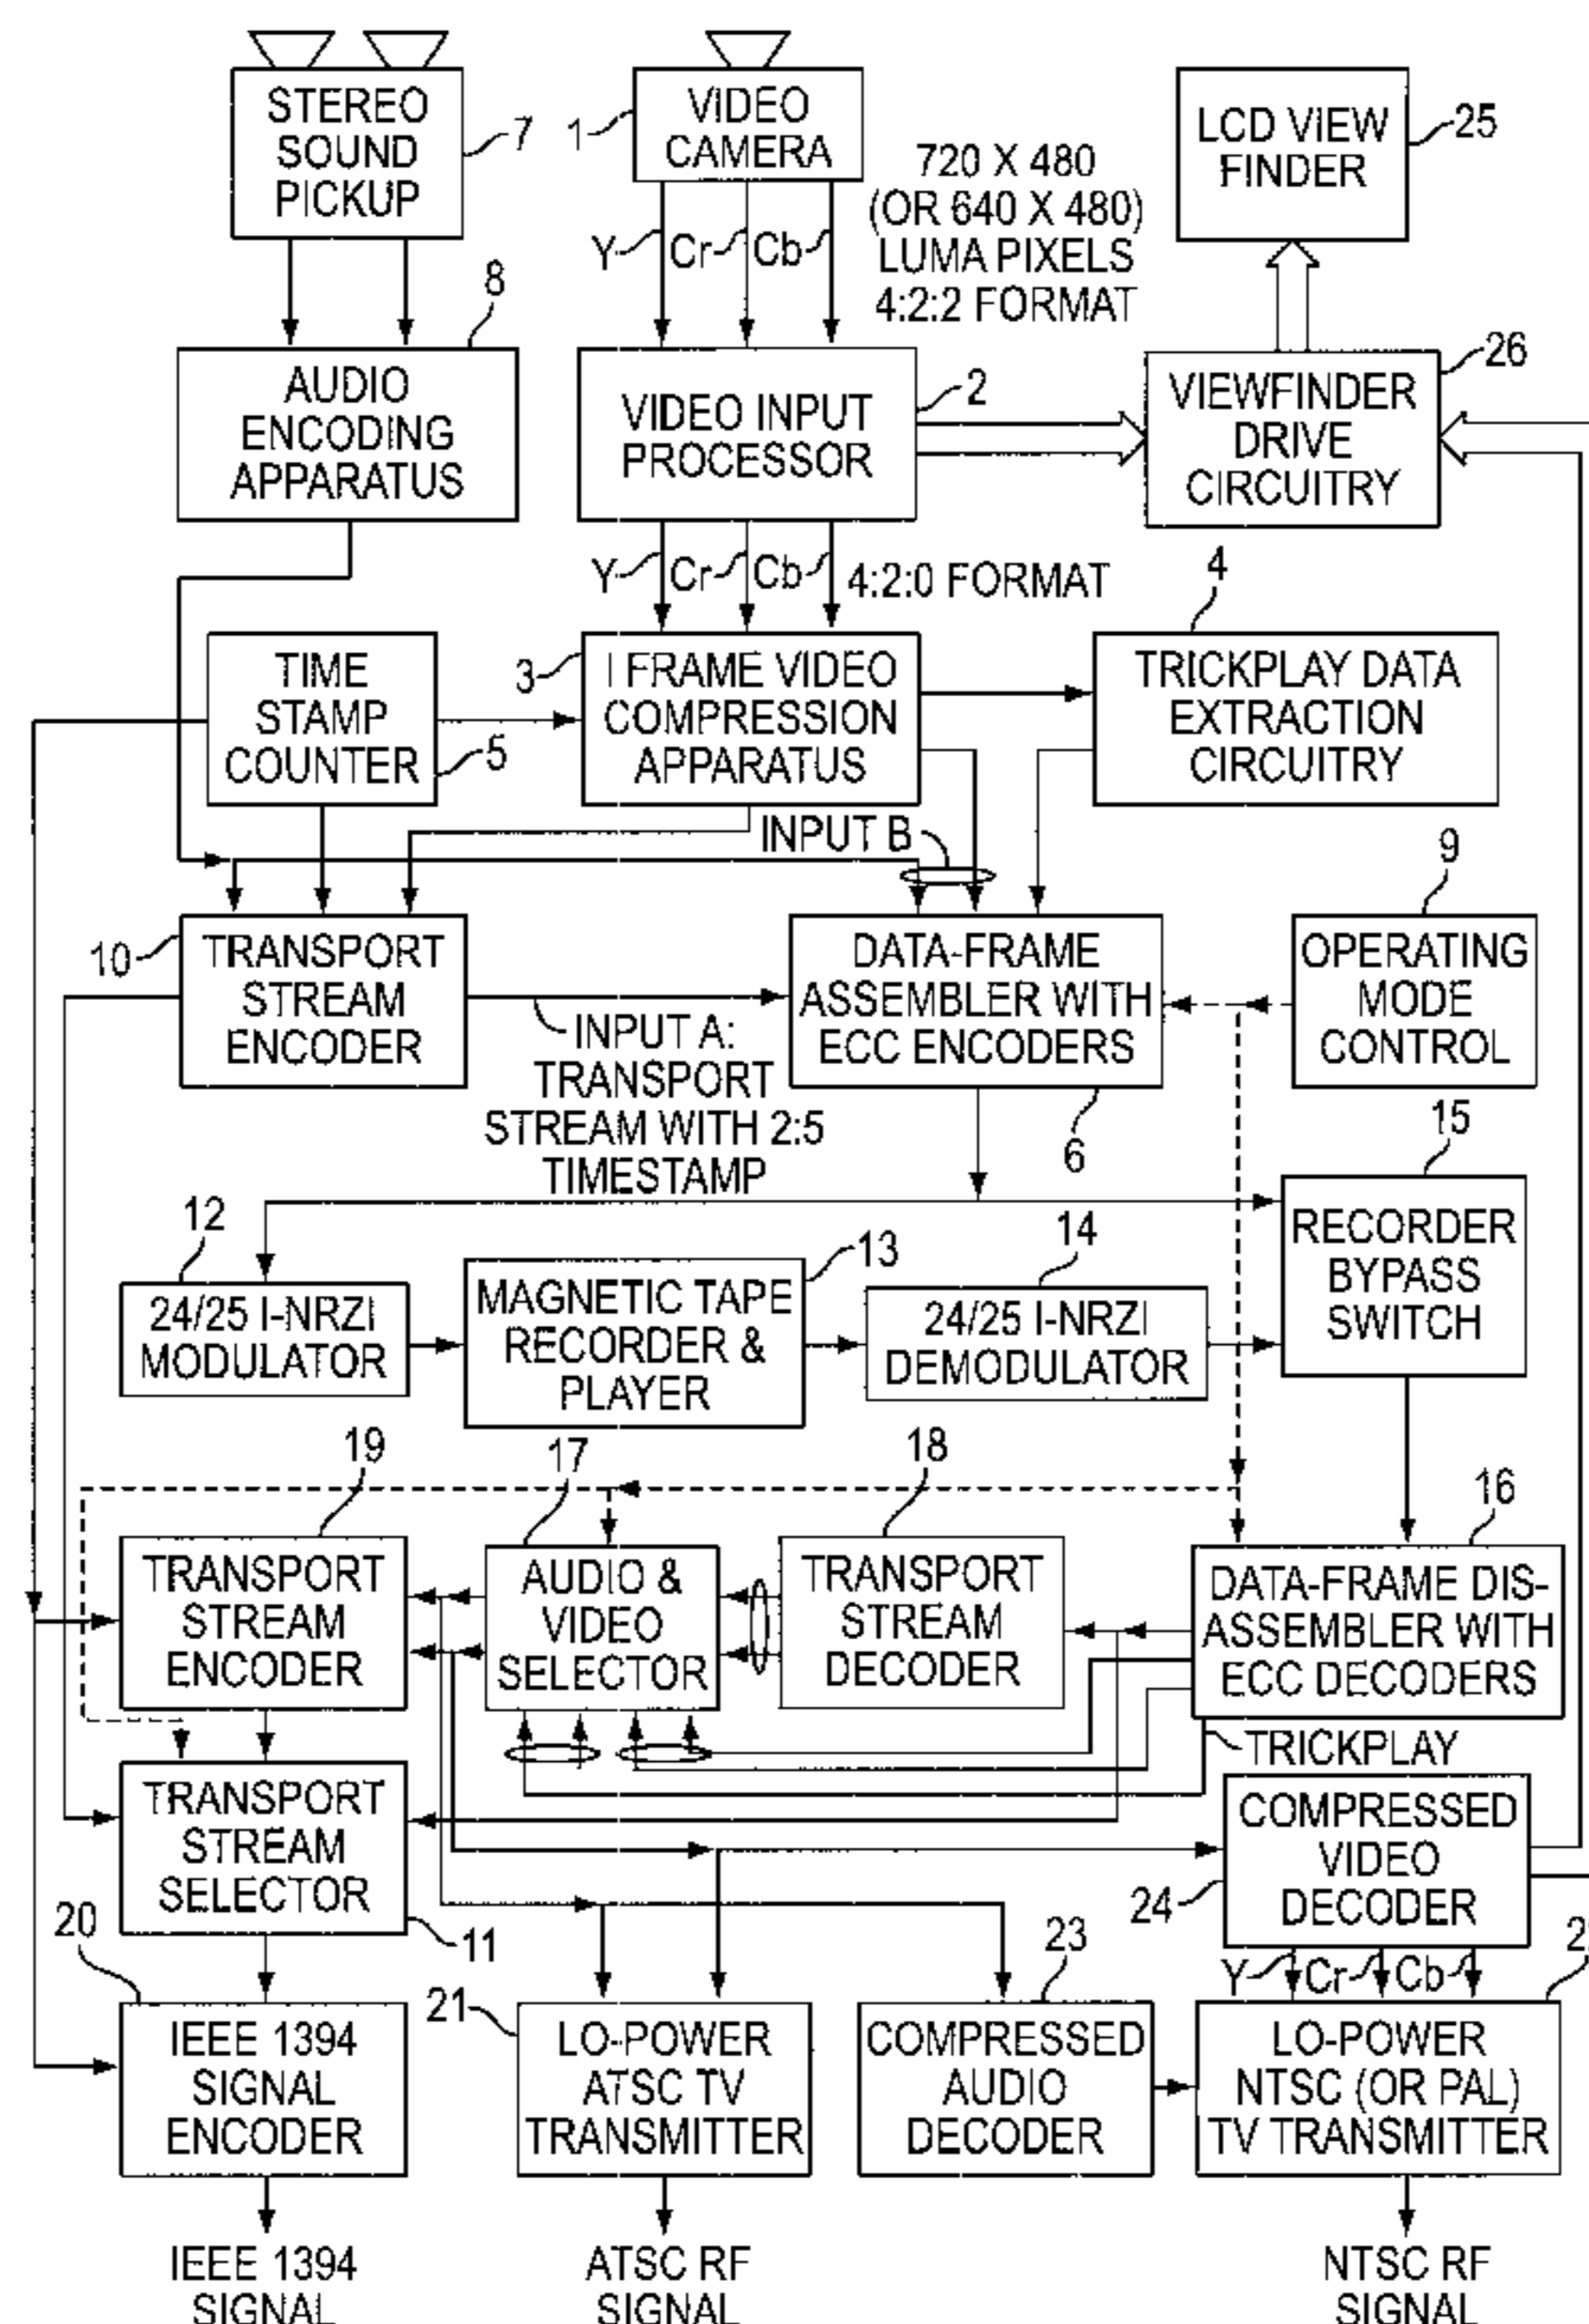 STEREO
SOUND
PICKUP
7
1
VIDEO
CAMERA
720 X 480
(OR 640 X 480)
LUMA PIXELS
4:2:2 FORMAT
LCD VIEW
FINDER
25
Y
Cr
Cb
8
AUDIO
ENCODING
APPARATUS
VIDEO INPUT
PROCESSOR
2
VIEWFINDER
DRIVE
CIRCUITRY
26
Y
Cr
Cb
4:2:0 FORMAT
4
TIME
STAMP
COUNTER
5
3
I FRAME VIDEO
COMPRESSION
APPARATUS
TRICKPLAY DATA
EXTRACTION
CIRCUITRY
INPUT B
9
10
TRANSPORT
STREAM
ENCODER
INPUT A:
TRANSPORT
STREAM WITH 2:5
TIMESTAMP
DATA-FRAME
ASSEMBLER WITH
ECC ENCODERS
6
OPERATING
MODE
CONTROL
15
RECORDER
BYPASS
SWITCH
12
24/25 I-NRZI
MODULATOR
13
MAGNETIC TAPE
RECORDER &
PLAYER
14
24/25 I-NRZI
DEMODULATOR
19
TRANSPORT
STREAM
ENCODER
17
AUDIO &
VIDEO
SELECTOR
18
TRANSPORT
STREAM
DECODER
16
DATA-FRAME DIS-
ASSEMBLER WITH
ECC DECODERS
TRICKPLAY
TRANSPORT
STREAM
SELECTOR
11
COMPRESSED
VIDEO
DECODER
24
Y
Cr
Cb
20
IEEE 1394
SIGNAL
ENCODER
21
LO-POWER
ATSC TV
TRANSMITTER
23
COMPRESSED
AUDIO
DECODER
LO-POWER
NTSC (OR PAL)
TV TRANSMITTER
IEEE 1394
SIGNAL
ATSC RF
SIGNAL
NTSC RF
SIGNAL